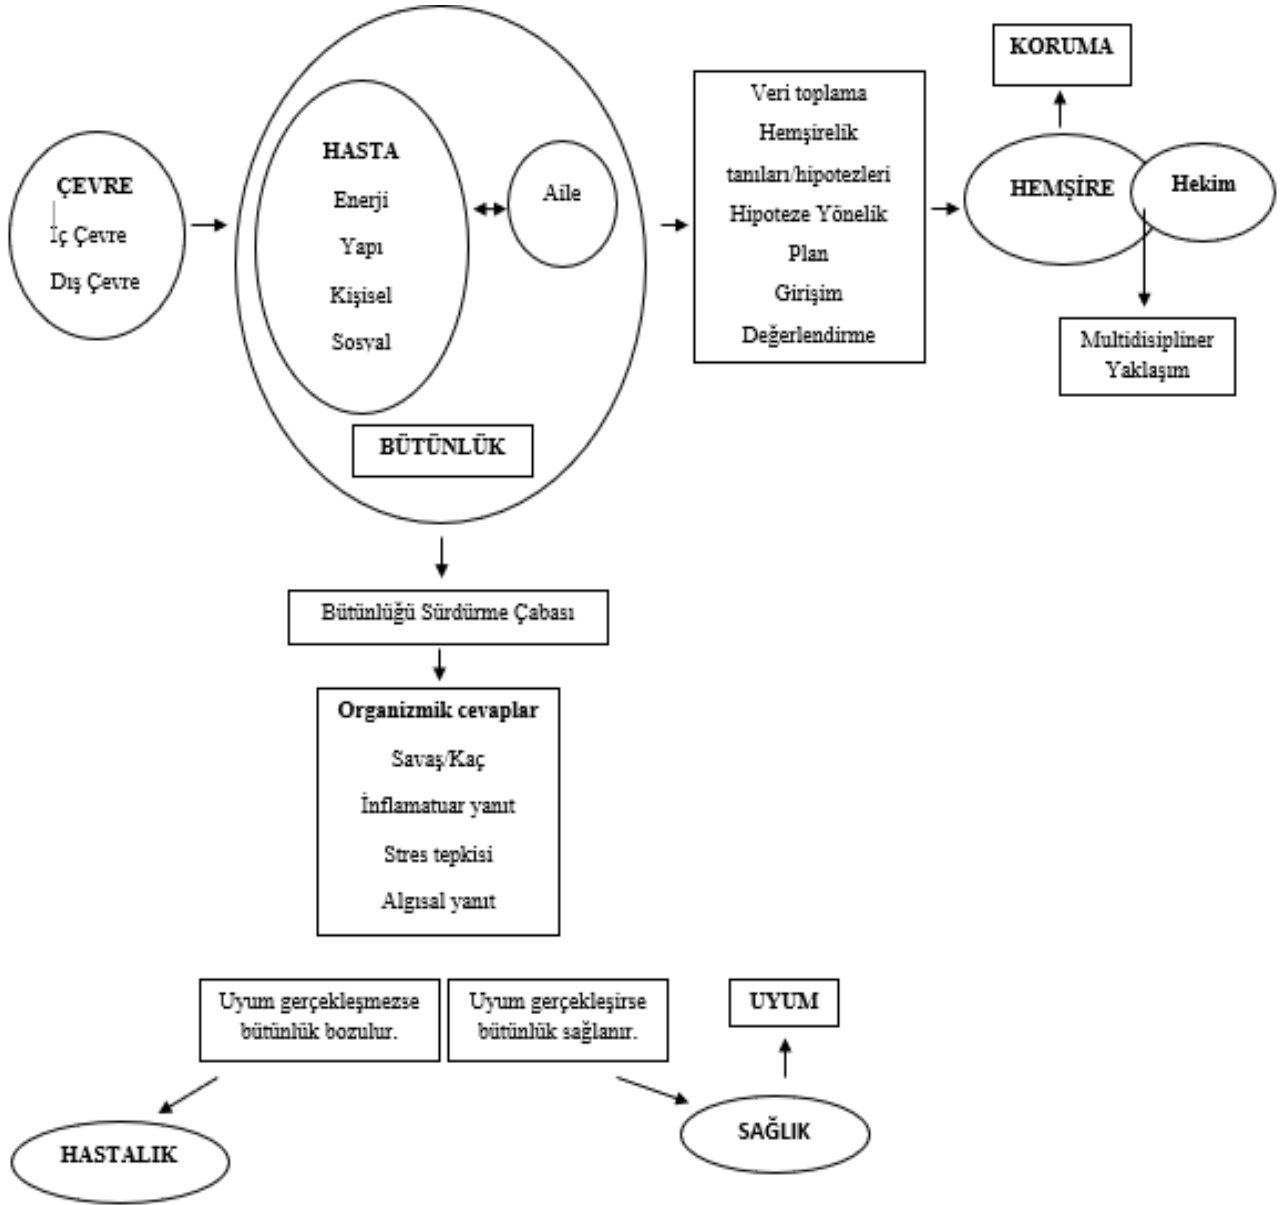 ÇEVRE
İç Çevre
Dış Çevre
HASTA
Enerji
Yapı
Kişisel
Sosyal
Aile
BÜTÜNLÜK
Veri toplama
Hemşirelik
tanıları/hipotezleri
Hipoteze Yönelik
Plan
Girişim
Değerlendirme
KORUMA
HEMŞİRE
Hekim
Multidisipliner
Yaklaşım
Bütünlüğü Sürdürme Çabası
Organizmik cevaplar
Savaş/Kaç
İnflamatuar yanıt
Stres tepkisi
Algısal yanıt
Uyum gerçekleşmezse
bütünlük bozulur.
Uyum gerçekleşirse
bütünlük sağlanır.
UYUM
HASTALIK
SAĞLIK